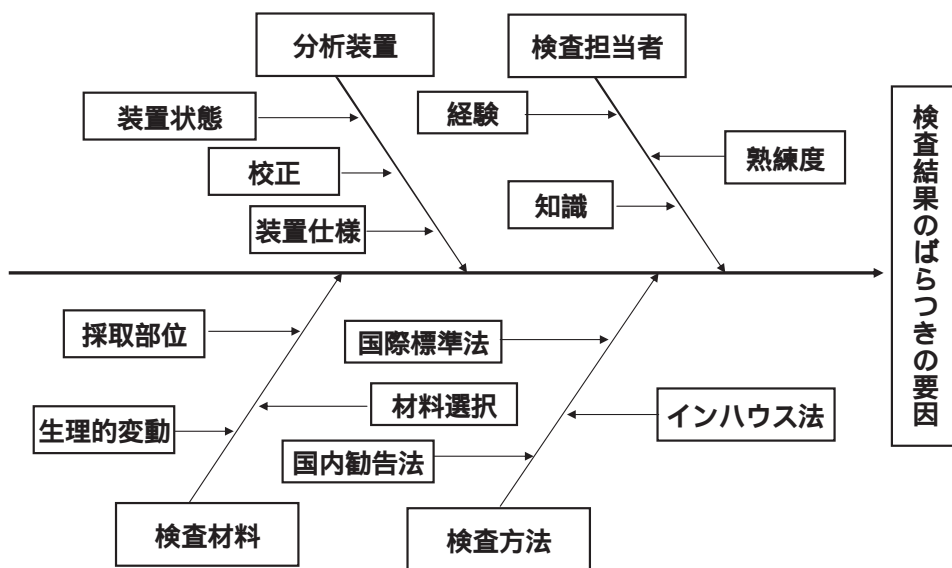 分析装置
検査担当者
装置状態
経験
校正
熟練度
知識
装置仕様
検査結果のばらつきの要因
採取部位
国際標準法
材料選択
インハウス法
生理的変動
国内勧告法
検査材料
検査方法